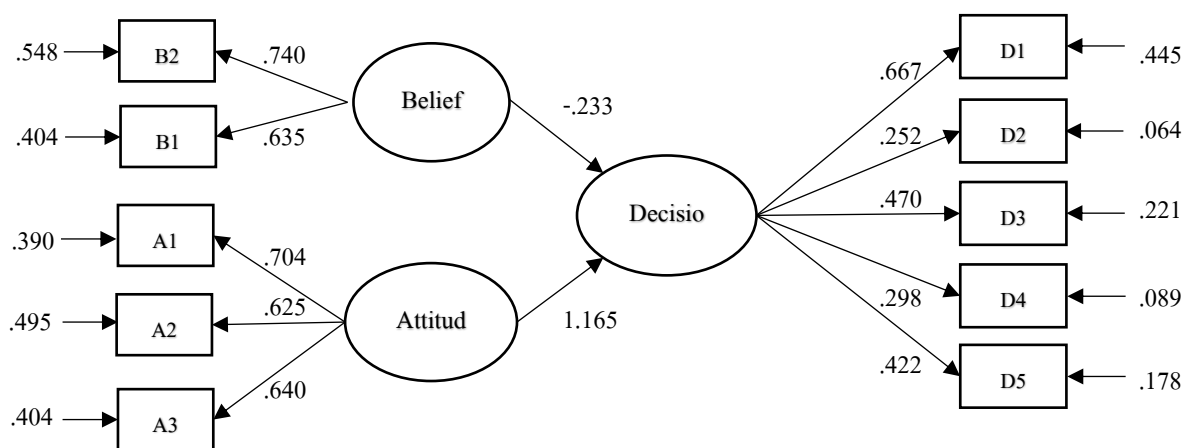 .548
B2
.740
.404
B1
.635
Belief
-.233
.390
A1
.704
.495
A2
.625
.404
A3
.640
Attitud
1.165
Decisio
.667
D1
.445
.252
D2
.064
.470
D3
.221
.298
D4
.089
.422
D5
.178